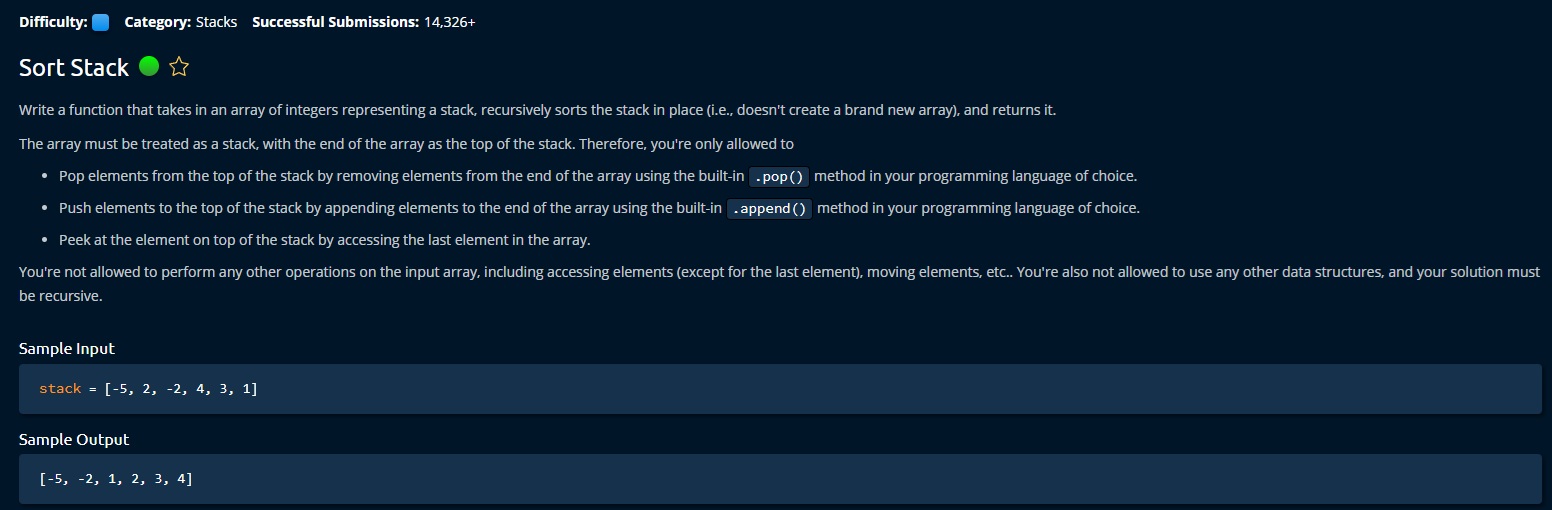 Difficulty: Category: Stacks Successful Submissions: 14,326+
Sort Stack
Write a function that takes in an array of integers representing a stack, recursively sorts the stack in place (i.e., doesn't create a brand new array), and returns it.
The array must be treated as a stack, with the end of the array as the top of the stack. Therefore, you're only allowed to
• Pop elements from the top of the stack by removing elements from the end of the array using the built-in .pop() method in your programming language of choice.
• Push elements to the top of the stack by appending elements to the end of the array using the built-in .append() method in your programming language of choice.
• Peek at the element on top of the stack by accessing the last element in the array.
You're not allowed to perform any other operations on the input array, including accessing elements (except for the last element), moving elements, etc.. You're also not allowed to use any other data structures, and your solution must
be recursive.
Sample Input
stack = [-5, 2, -2, 4, 3, 1]
Sample Output
[-5, -2, 1, 2, 3, 4]